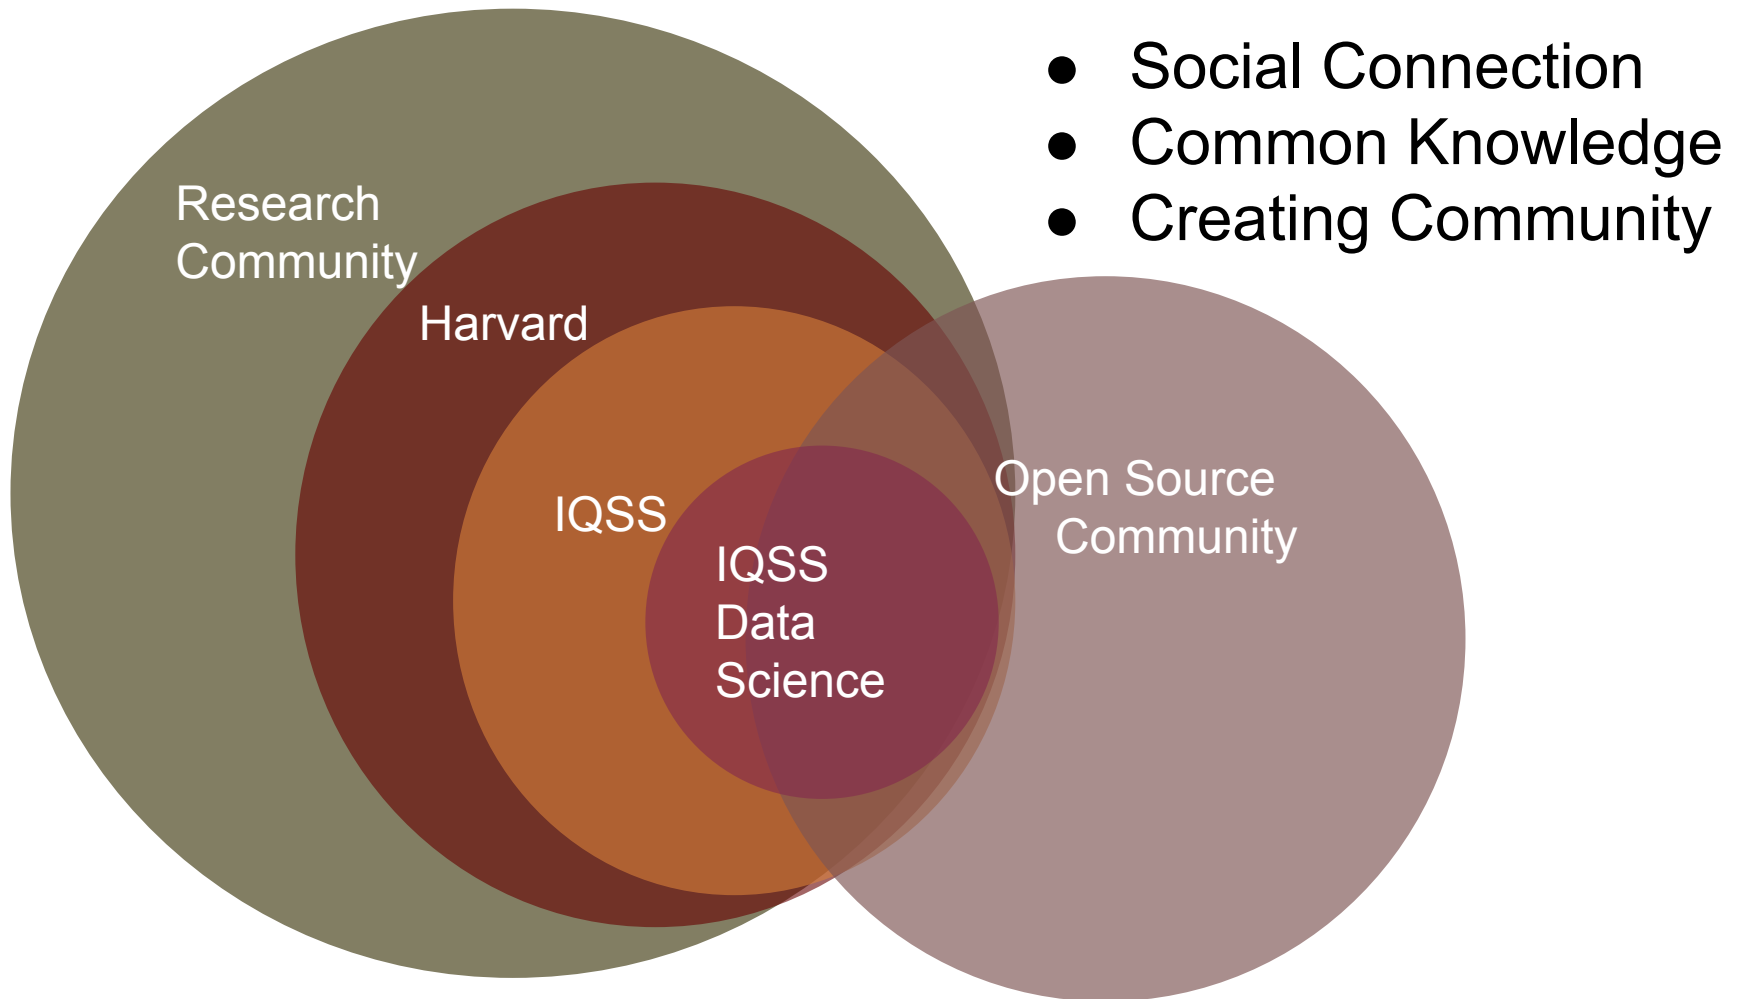 ● Social Connection
● Common Knowledge
● Creating Community
Research
Community
Harvard
IQSS
IQSS
Data
Science
Open Source
Community